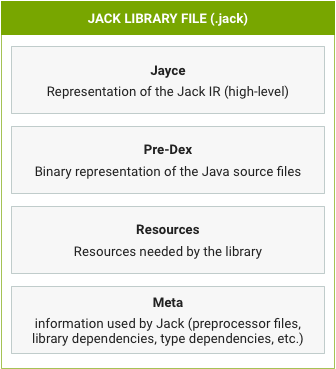 JACK LIBRARY FILE (.jack)
Jayce
Representation of the Jack IR (high-level)
Pre-Dex
Binary representation of the Java source files
Resources
Resources needed by the library
Meta
information used by Jack (preprocessor files,
library dependencies, type dependencies, etc.)